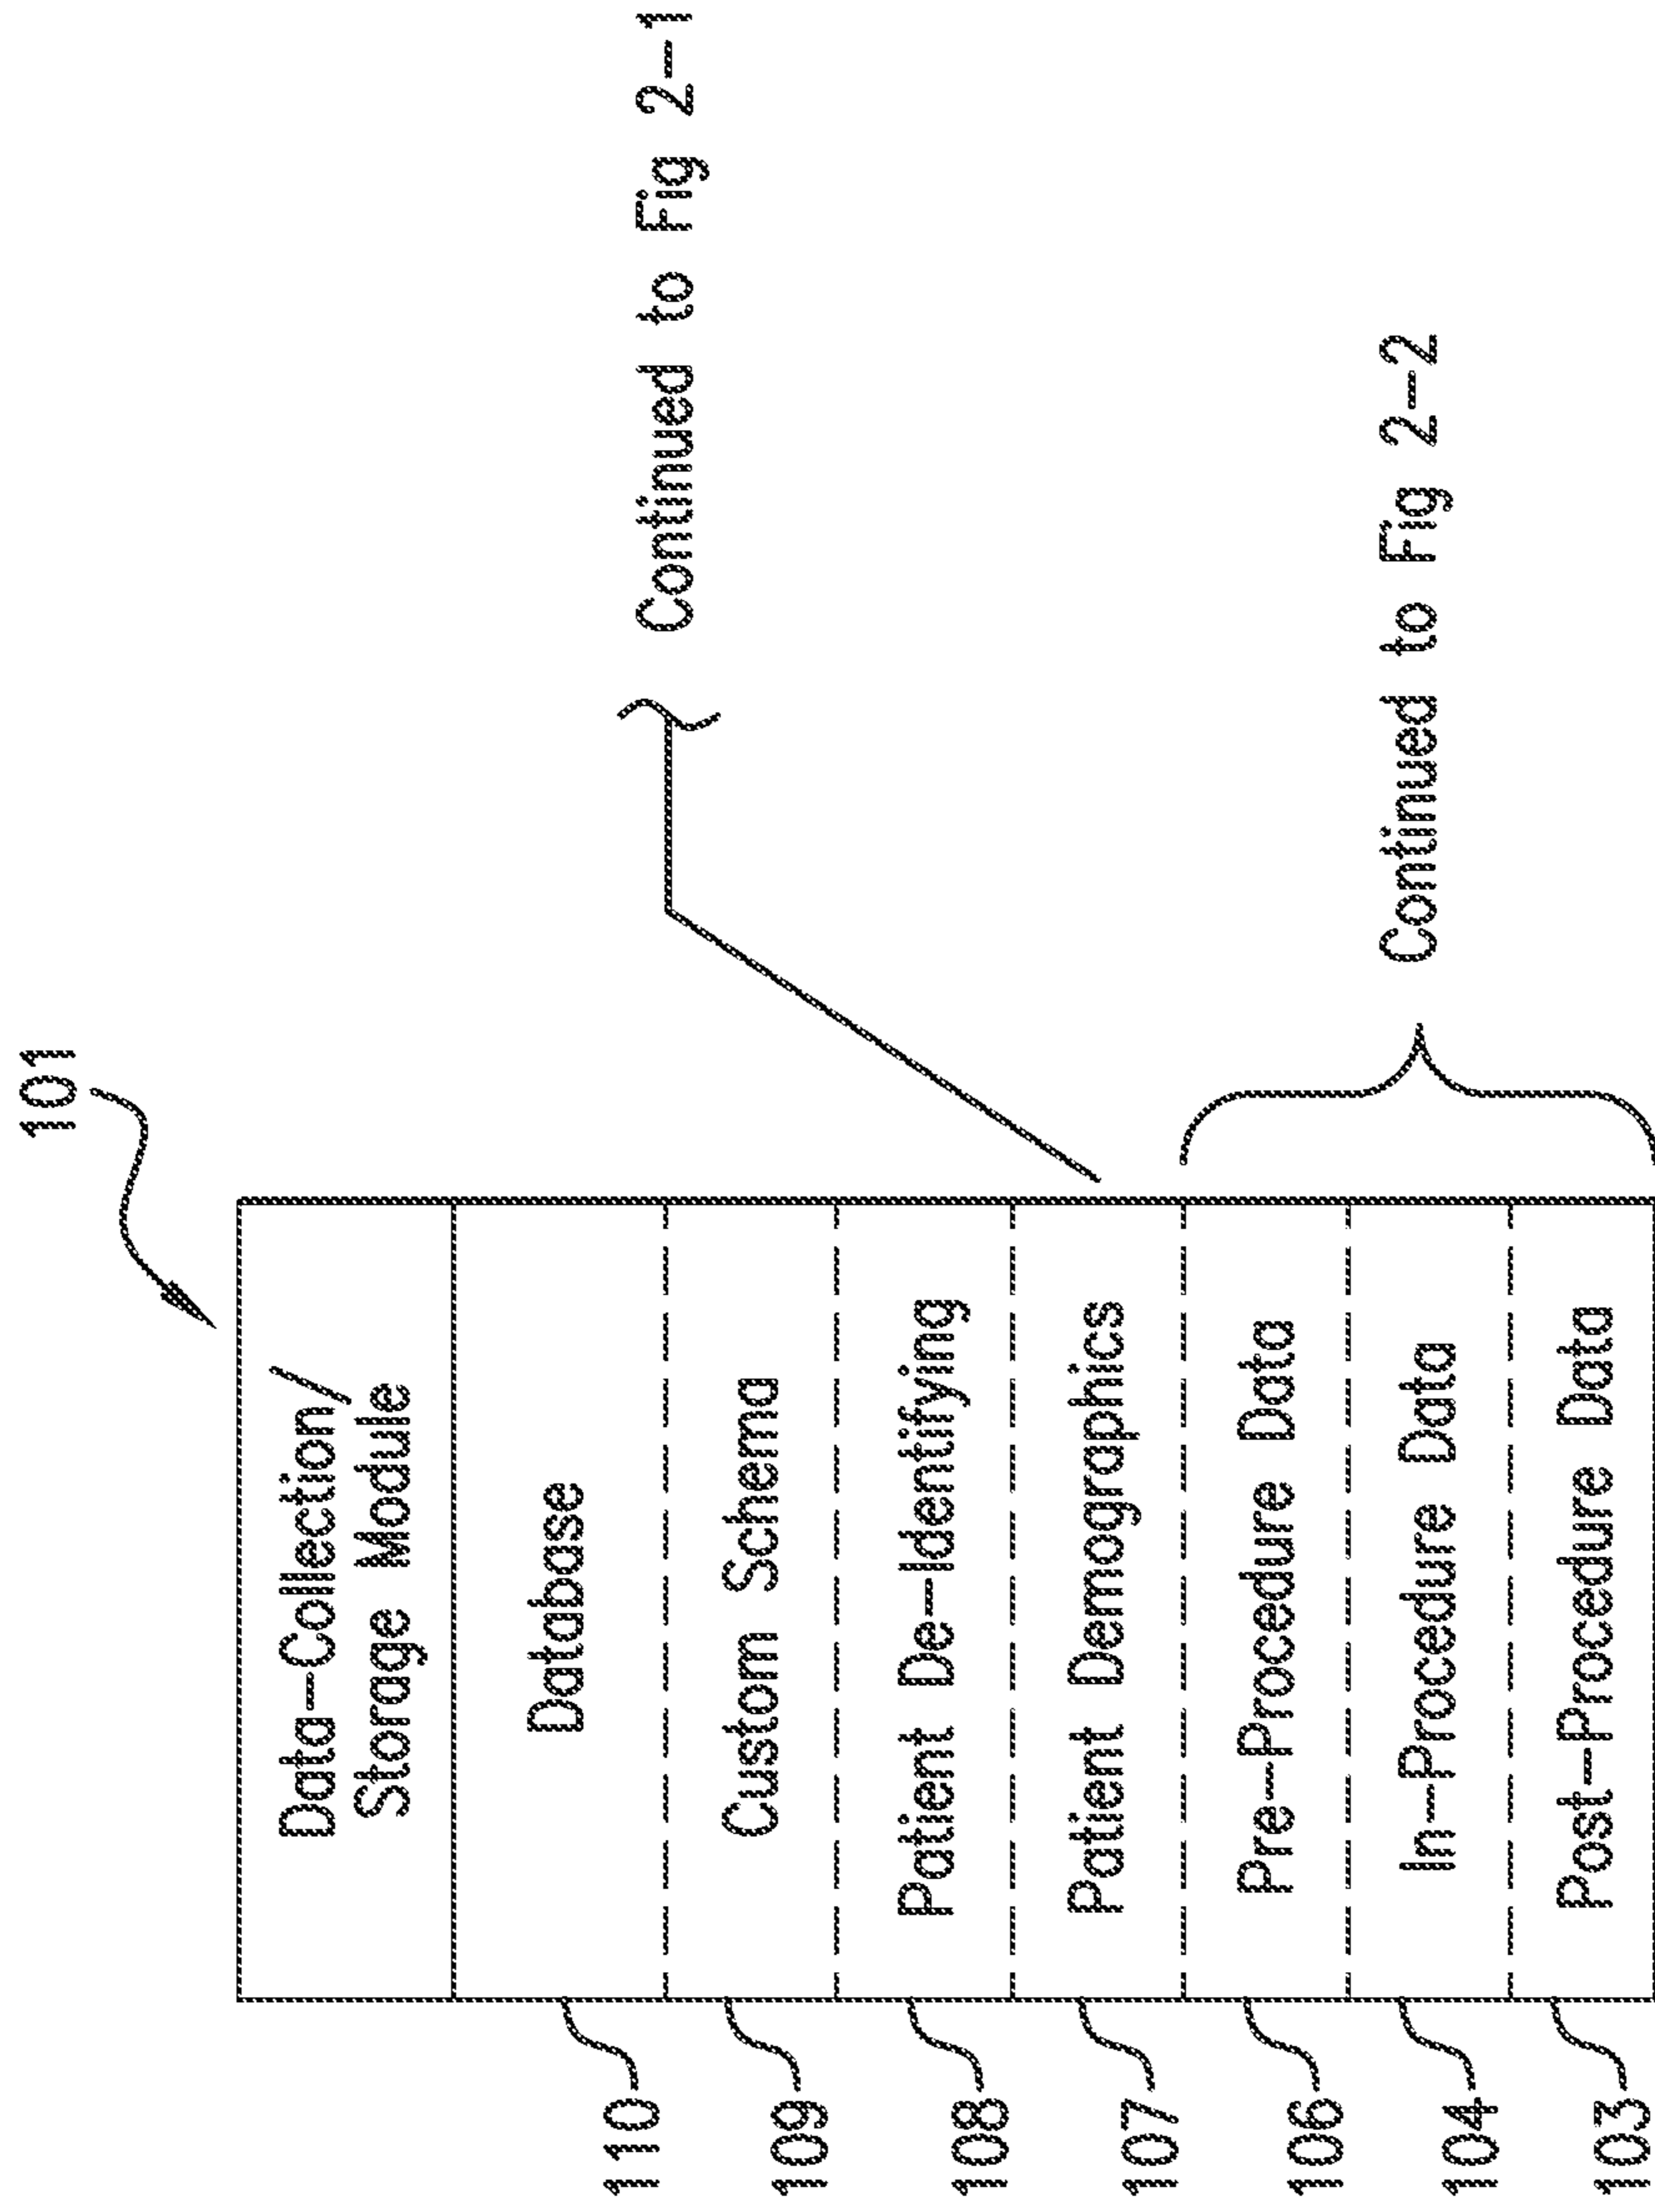 101
Data-Collection/
Storage Module
Database
110
Custom Schema
109
Patient De-Identifying
108
Patient Demographics
107
Pre-Procedure Data
106
In-Procedure Data
104
Post-Procedure Data
103
Continued to Fig 2-1
Continued to Fig 2-2